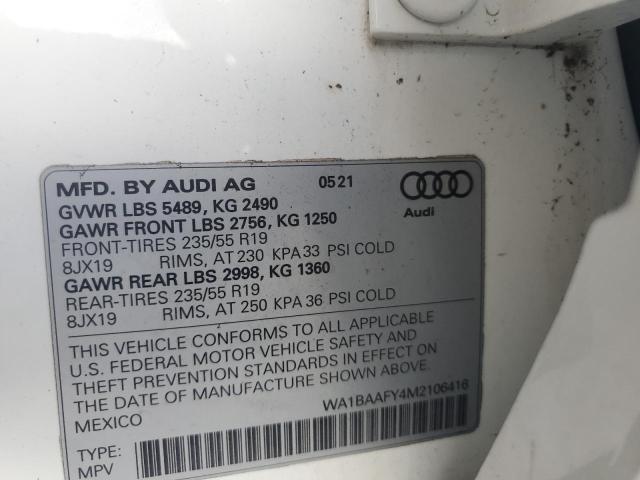 MFD. BY AUDI AG 05 21
Audi
GVWR LBS 5489, KG 2490
GAWR FRONT LBS 2756, KG 1250
FRONT-TIRES 235/55 R19
8JX19 RIMS, AT 230 KPA 33 PSI COLD
GAWR REAR LBS 2998, KG 1360
REAR-TIRES 235/55 R19
8JX19 RIMS, AT 250 KPA 36 PSI COLD
THIS VEHICLE CONFORMS TO ALL APPLICABLE
U.S. FEDERAL MOTOR VEHICLE SAFETY AND
THEFT PREVENTION STANDARDS IN EFFECT ON
THE DATE OF MANUFACTURE SHOWN ABOVE.
MEXICO WA1BAAFY4M2106416
TYPE:
MPV